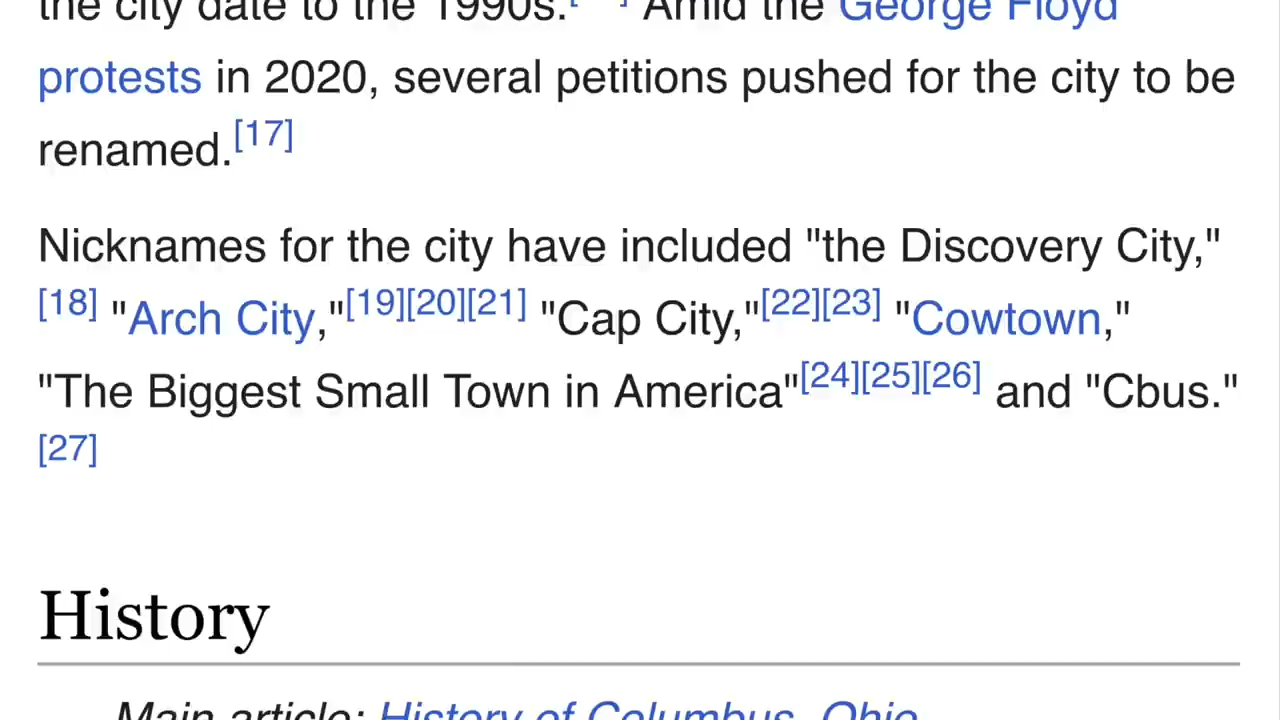 the city date to the 1990s.[ ] Amid the George Floyd
protests in 2020, several petitions pushed for the city to be
renamed.[17]
Nicknames for the city have included "the Discovery City,"
[18] "Arch City,"[19][20][21] "Cap City,"[22][23] "Cowtown,"
"The Biggest Small Town in America"[24][25][26] and "Cbus."
[27]
History
Main article: History of Columbus, Ohio